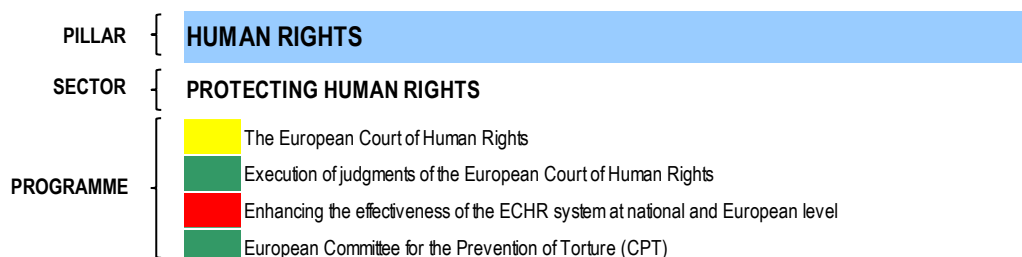 PILLAR HUMAN RIGHTS
SECTOR PROTECTING HUMAN RIGHTS
The European Court of Human Rights
Execution of judgments of the European Court of Human Rights
PROGRAMME
Enhancing the effectiveness of the ECHR system at national and European level
European Committee for the Prevention of Torture (CPT)